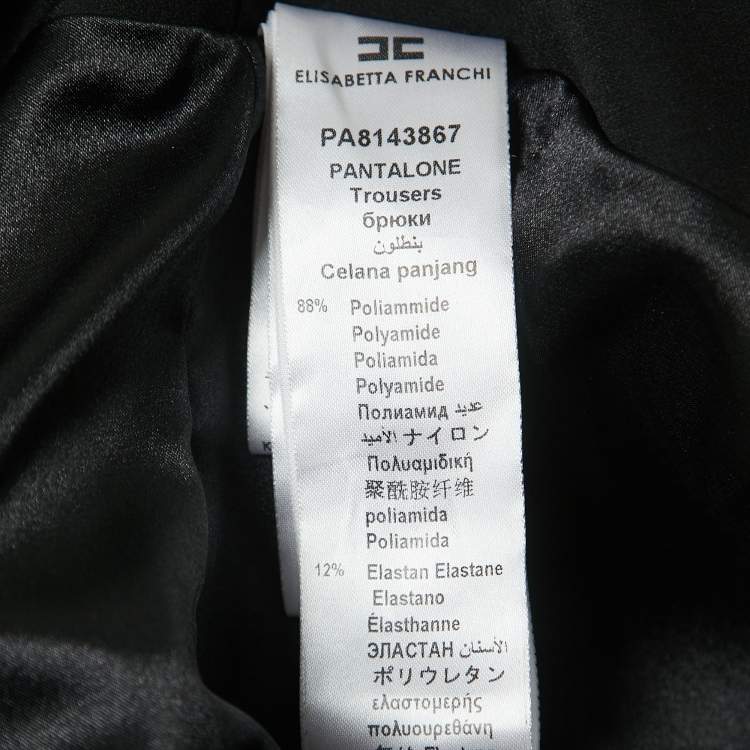 ELISABETTA FRANCHI
PA8143867
PANTALONE
Trousers
брюки
بنطلون
Celana panjang
88% Poliammide
Polyamide
Poliamida
Polyamide
Полиамид عديد
الأميد ナイロン
Πολυαμιδική
聚酰胺纤维
poliamida
Poliamida
12% Elastan Elastane
Elastano
Élasthanne
ЭЛАСТАН الأستان
ポリウレタン
ελαστομερής
πολυουρεθάνη